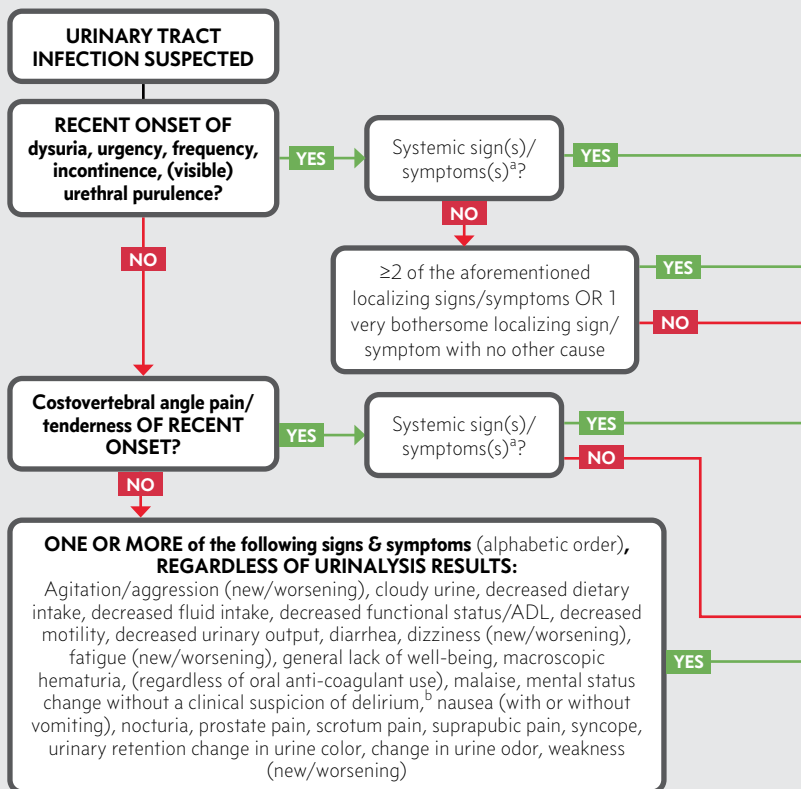 URINARY TRACT
INFECTION SUSPECTED
RECENT ONSET OF
dysuria, urgency, frequency,
incontinence, (visible)
urethral purulence?
YES
Systemic sign(s)/
symptoms(s)ᵃ?
YES
NO
NO
≥2 of the aforementioned
localizing signs/symptoms OR 1
very bothersome localizing sign/
symptom with no other cause
YES
NO
Costovertebral angle pain/
tenderness OF RECENT
ONSET?
YES
Systemic sign(s)/
symptoms(s)ᵃ?
YES
NO
NO
ONE OR MORE of the following signs & symptoms (alphabetic order),
REGARDLESS OF URINALYSIS RESULTS:
Agitation/aggression (new/worsening), cloudy urine, decreased dietary
intake, decreased fluid intake, decreased functional status/ADL, decreased
motility, decreased urinary output, diarrhea, dizziness (new/worsening),
fatigue (new/worsening), general lack of well-being, macroscopic
hematuria, (regardless of oral anti-coagulant use), malaise, mental status
change without a clinical suspicion of delirium,ᵇ nausea (with or without
vomiting), nocturia, prostate pain, scrotum pain, suprapubic pain, syncope,
urinary retention change in urine color, change in urine odor, weakness
(new/worsening)
YES